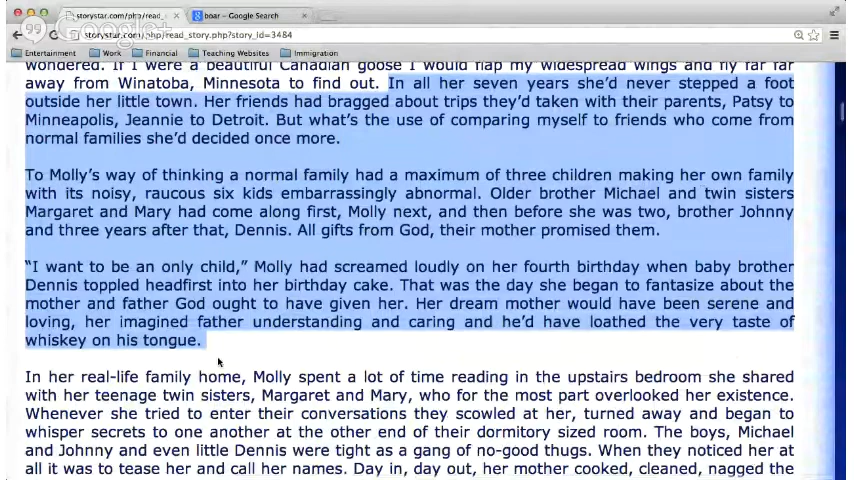 storystar.com/php/read_
boar – Google Search
Google+
storystar.com/php/read_story.php?story_id=3484
Entertainment Work Financial Teaching Websites Immigration
wondered. If I were a beautiful Canadian goose I would flap my widespread wings and fly far far
away from Winatoba, Minnesota to find out. In all her seven years she'd never stepped a foot
outside her little town. Her friends had bragged about trips they'd taken with their parents, Patsy to
Minneapolis, Jeannie to Detroit. But what's the use of comparing myself to friends who come from
normal families she'd decided once more.
To Molly's way of thinking a normal family had a maximum of three children making her own family
with its noisy, raucous six kids embarrassingly abnormal. Older brother Michael and twin sisters
Margaret and Mary had come along first, Molly next, and then before she was two, brother Johnny
and three years after that, Dennis. All gifts from God, their mother promised them.
“I want to be an only child,” Molly had screamed loudly on her fourth birthday when baby brother
Dennis toppled headfirst into her birthday cake. That was the day she began to fantasize about the
mother and father God ought to have given her. Her dream mother would have been serene and
loving, her imagined father understanding and caring and he'd have loathed the very taste of
whiskey on his tongue.
In her real-life family home, Molly spent a lot of time reading in the upstairs bedroom she shared
with her teenage twin sisters, Margaret and Mary, who for the most part overlooked her existence.
Whenever she tried to enter their conversations they scowled at her, turned away and began to
whisper secrets to one another at the other end of their dormitory sized room. The boys, Michael
and Johnny and even little Dennis were tight as a gang of no-good thugs. When they noticed her at
all it was to tease her and call her names. Day in, day out, her mother cooked, cleaned, nagged the